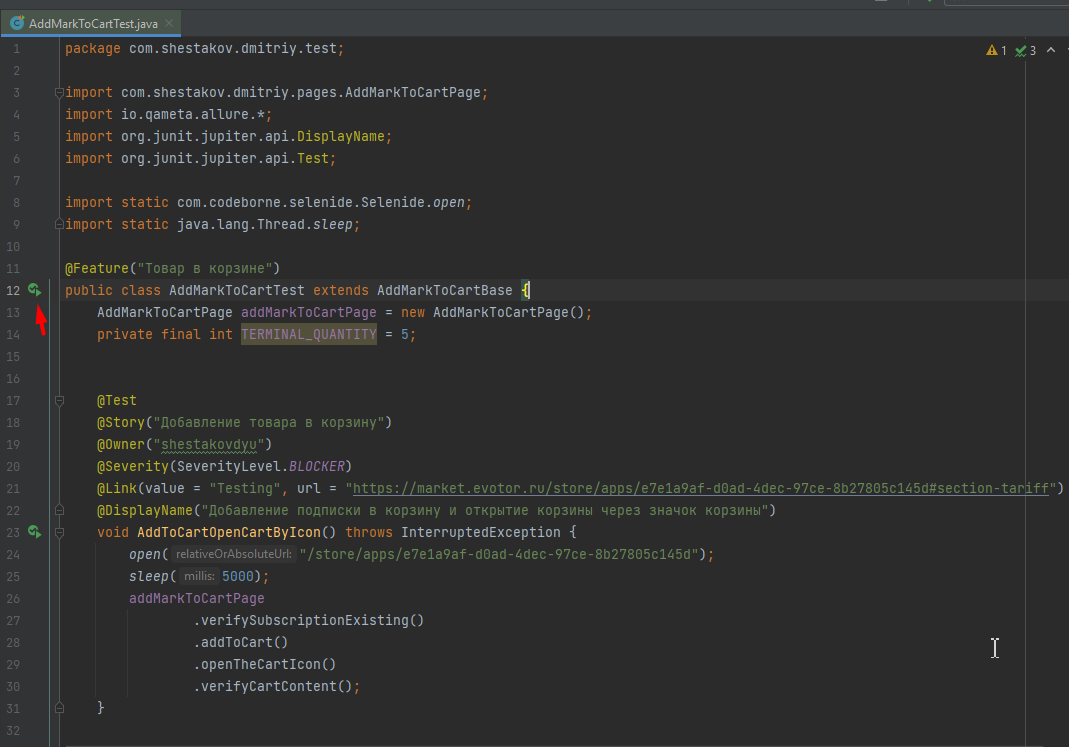 AddMarkToCartTest.java
1 package com.shestakov.dmitriy.test;
1 3
2
3 import com.shestakov.dmitriy.pages.AddMarkToCartPage;
4 import io.qameta.allure.*;
5 import org.junit.jupiter.api.DisplayName;
6 import org.junit.jupiter.api.Test;
7
8 import static com.codeborne.selenide.Selenide.open;
9 import static java.lang.Thread.sleep;
10
11 @Feature("Товар в корзине")
12 public class AddMarkToCartTest extends AddMarkToCartBase {
13 AddMarkToCartPage addMarkToCartPage = new AddMarkToCartPage();
14 private final int TERMINAL_QUANTITY = 5;
15
16
17 @Test
18 @Story("Добавление товара в корзину")
19 @Owner("shestakovdyu")
20 @Severity(SeverityLevel.BLOCKER)
21 @Link(value = "Testing", url = "https://market.evotor.ru/store/apps/e7e1a9af-d0ad-4dec-97ce-8b27805c145d#section-tariff")
22 @DisplayName("Добавление подписки в корзину и открытие корзины через значок корзины")
23 void AddToCartOpenCartByIcon() throws InterruptedException {
24 open( relativeOrAbsoluteUrl: "/store/apps/e7e1a9af-d0ad-4dec-97ce-8b27805c145d");
25 sleep( millis: 5000);
26 addMarkToCartPage
27 .verifySubscriptionExisting()
28 .addToCart()
29 .openTheCartIcon()
30 .verifyCartContent();
31 }
32